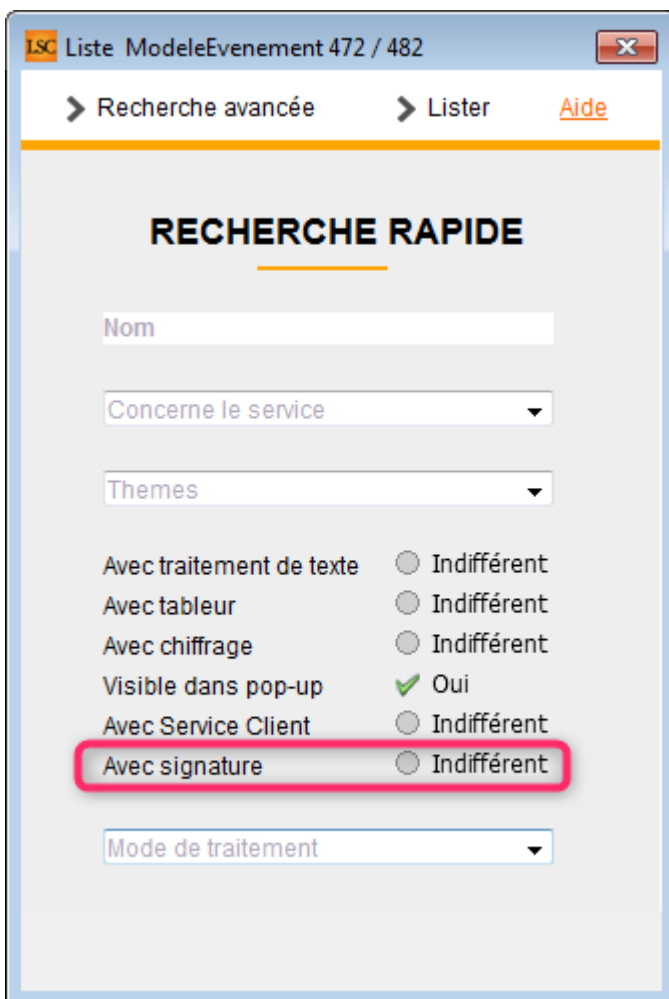 LSC Liste ModeleEvenement 472 / 482
Recherche avancée Lister Aide
RECHERCHE RAPIDE
Nom
Concerne le service
Themes
Avec traitement de texte Indifférent
Avec tableur Indifférent
Avec chiffrage Indifférent
Visible dans pop-up Oui
Avec Service Client Indifférent
Avec signature Indifférent
Mode de traitement